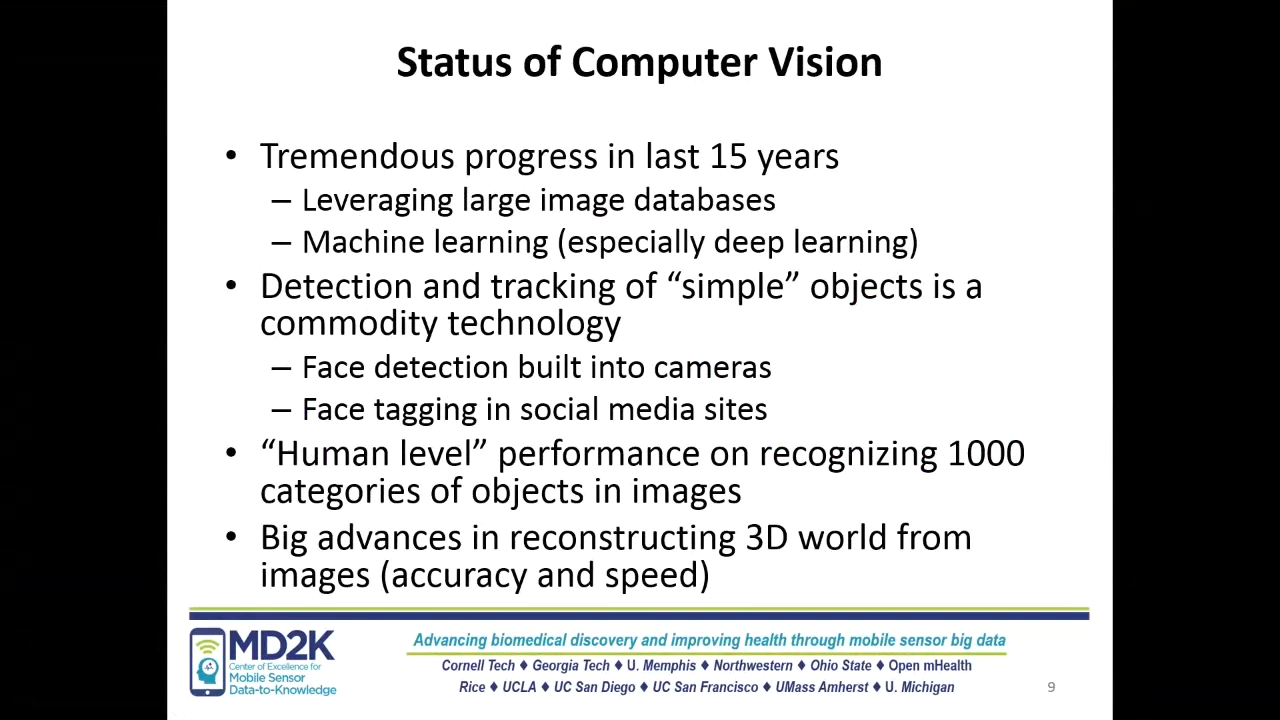 Status of Computer Vision
• Tremendous progress in last 15 years
– Leveraging large image databases
– Machine learning (especially deep learning)
• Detection and tracking of “simple” objects is a
commodity technology
– Face detection built into cameras
– Face tagging in social media sites
• “Human level” performance on recognizing 1000
categories of objects in images
• Big advances in reconstructing 3D world from
images (accuracy and speed)
MD2K
Center of Excellence for
Mobile Sensor
Data-to-Knowledge
Advancing biomedical discovery and improving health through mobile sensor big data
Cornell Tech ♦ Georgia Tech ♦ U. Memphis ♦ Northwestern ♦ Ohio State ♦ Open mHealth
Rice ♦ UCLA ♦ UC San Diego ♦ UC San Francisco ♦ UMass Amherst ♦ U. Michigan
9